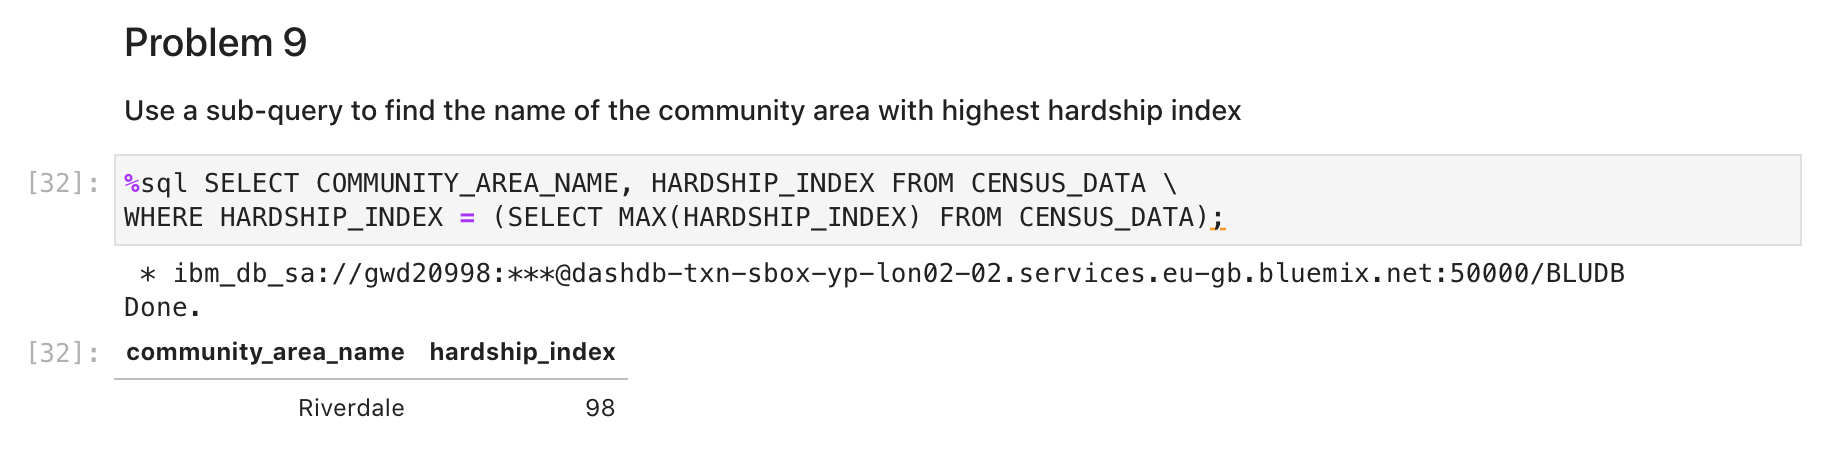 Problem 9
Use a sub-query to find the name of the community area with highest hardship index
[32]: %sql SELECT COMMUNITY_AREA_NAME, HARDSHIP_INDEX FROM CENSUS_DATA \
WHERE HARDSHIP_INDEX = (SELECT MAX(HARDSHIP_INDEX) FROM CENSUS_DATA);
* ibm_db_sa://gwd20998:***@dashdb-txn-sbox-yp-lon02-02.services.eu-gb.bluemix.net:50000/BLUDB
Done.
[32]: community_area_name hardship_index
Riverdale 98